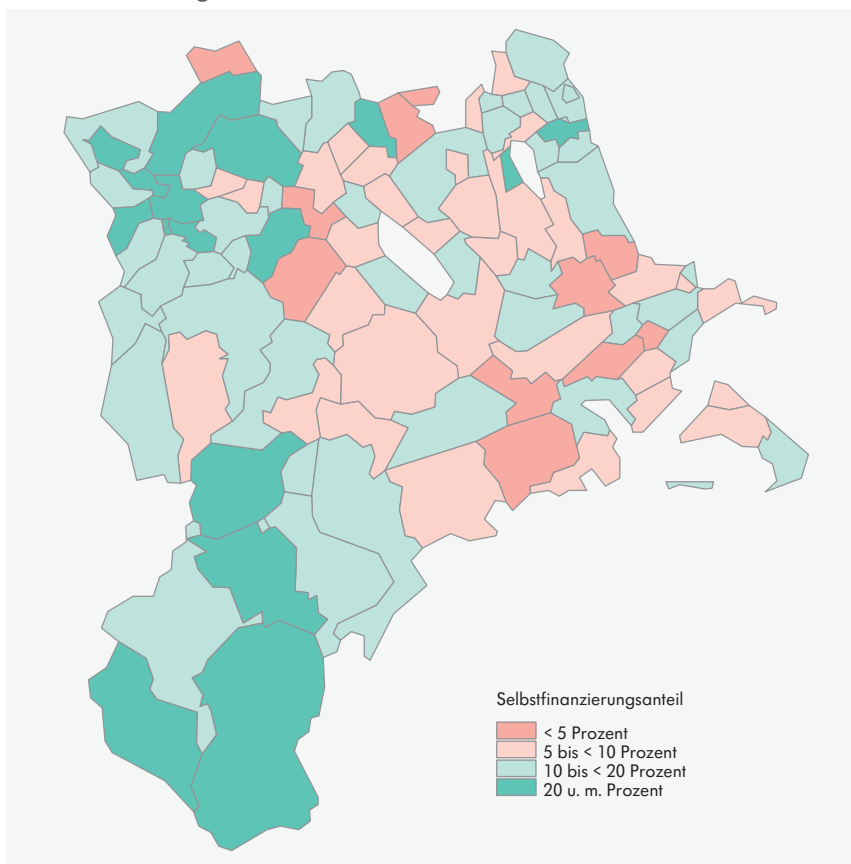 Selbstfinanzierungsanteil
< 5 Prozent
5 bis < 10 Prozent
10 bis < 20 Prozent
20 u. m. Prozent